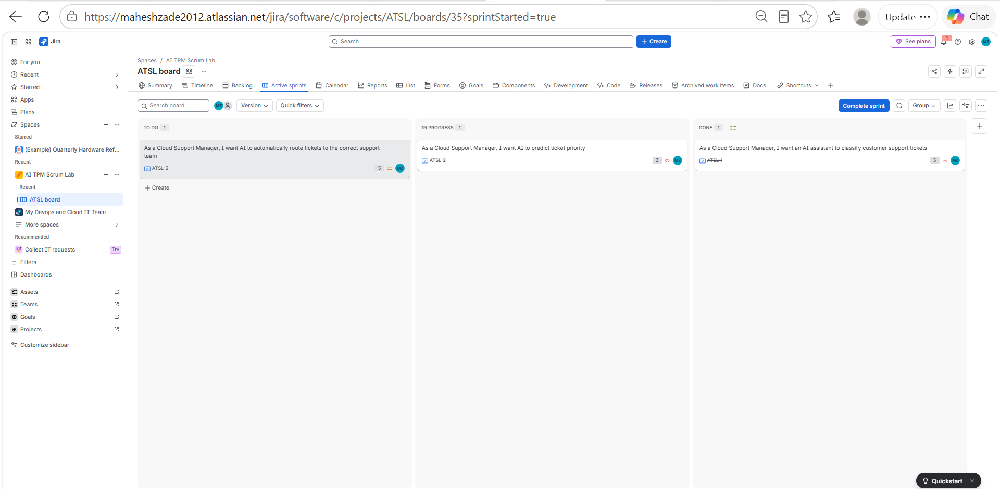 https://maheshzade2012.atlassian.net/jira/software/c/projects/ATSL/boards/35?sprintStarted=true
Update
Chat
Jira
Search
+ Create
See plans
1
MZ
For you
Recent
Starred
Apps
Plans
Spaces
Starred
(Example) Quarterly Hardware Ref...
Recent
AI TPM Scrum Lab
Recent
ATSL board
My Devops and Cloud IT Team
More spaces
Recommended
Collect IT requests
Try
Filters
Dashboards
Assets
Teams
Goals
Projects
Customize sidebar
Spaces / AI TPM Scrum Lab
ATSL board
Summary Timeline Backlog Active sprints Calendar Reports List Forms Goals Components Development Code Releases Archived work items Docs Shortcuts
Search board
MZ
Version
Quick filters
Complete sprint
Group
TO DO 1
As a Cloud Support Manager, I want AI to automatically route tickets to the correct support
team
ATSL-3
5
MZ
+ Create
IN PROGRESS 1
As a Cloud Support Manager, I want AI to predict ticket priority
ATSL-2
3
MZ
DONE 1
As a Cloud Support Manager, I want an AI assistant to classify customer support tickets
ATSL-1
5
MZ
Quickstart